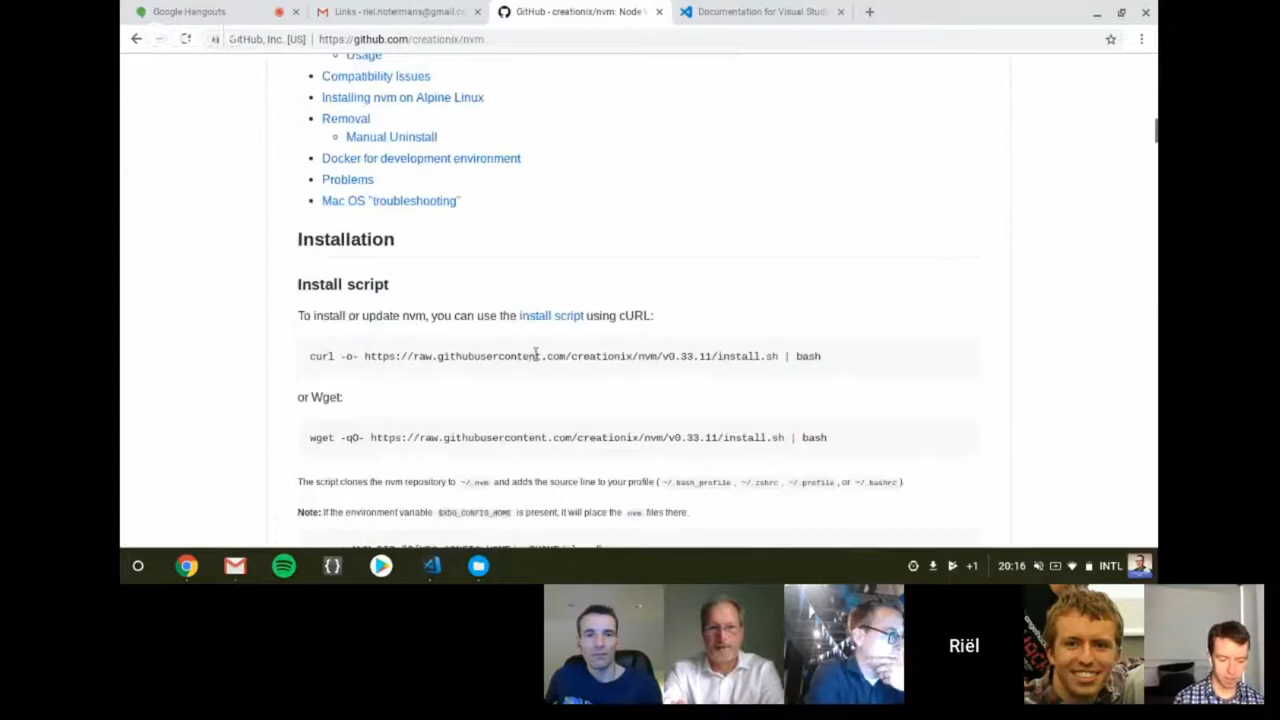 Google Hangouts
Links - riel.notermans@gmail.co
GitHub - creationix/nvm: Node V
Documentation for Visual Studi
GitHub, Inc. [US] | https://github.com/creationix/nvm
Usage
Compatibility Issues
Installing nvm on Alpine Linux
Removal
Manual Uninstall
Docker for development environment
Problems
Mac OS "troubleshooting"
Installation
Install script
To install or update nvm, you can use the install script using cURL:
curl -o- https://raw.githubusercontent.com/creationix/nvm/v0.33.11/install.sh | bash
or Wget:
wget -qO- https://raw.githubusercontent.com/creationix/nvm/v0.33.11/install.sh | bash
The script clones the nvm repository to ~/.nvm and adds the source line to your profile ( ~/.bash_profile , ~/.zshrc , ~/.profile , or ~/.bashrc ).
Note: If the environment variable $XDG_CONFIG_HOME is present, it will place the nvm files there.
+1 20:16 INTL
Riël